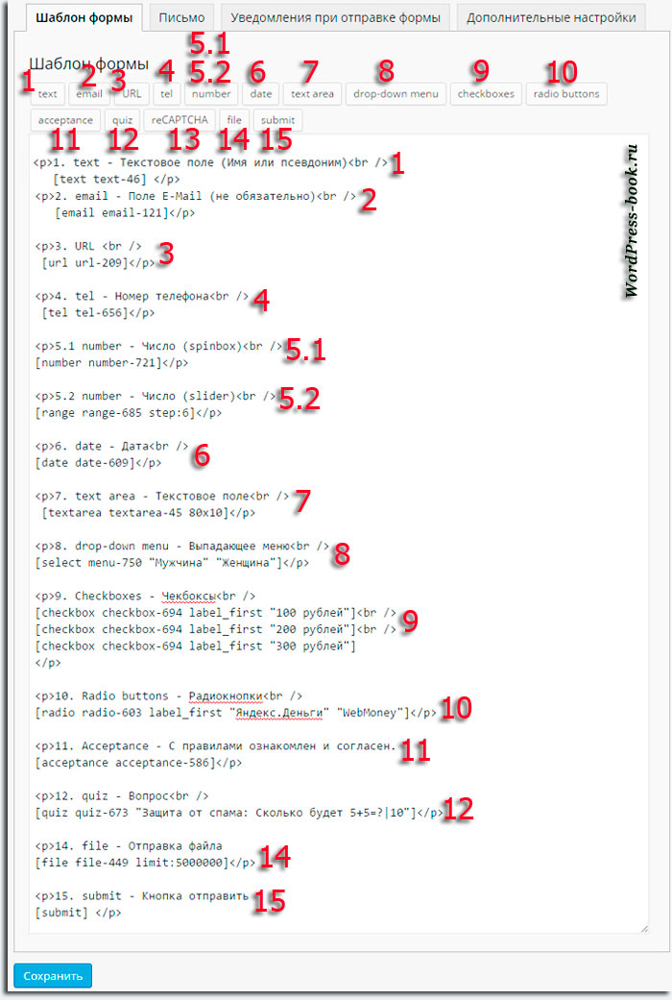 Шаблон формы Письмо Уведомления при отправке формы Дополнительные настройки
5.1
Шаблон формы
1 2 3 4 5.2 6 7 8 9 10
text email URL tel number date text area drop-down menu checkboxes radio buttons
acceptance quiz reCAPTCHA file submit
11 12 13 14 15
WordPress-book.ru
<p>1. text - Текстовое поле (Имя или псевдоним)<br /> 1
[text text-46] </p>
<p>2. email - Поле E-Mail (не обязательно)<br /> 2
[email email-121]</p>
<p>3. URL <br /> 3
[url url-209]</p>
<p>4. tel - Номер телефона<br /> 4
[tel tel-656]</p>
<p>5.1 number - Число (spinbox)<br /> 5.1
[number number-721]</p>
<p>5.2 number - Число (slider)<br /> 5.2
[range range-685 step:6]</p>
<p>6. date - Дата<br /> 6
[date date-609]</p>
<p>7. text area - Текстовое поле<br /> 7
[textarea textarea-45 80x10]</p>
<p>8. drop-down menu - Выпадающее меню<br /> 8
[select menu-750 "Мужчина" "Женщина"]</p>
<p>9. Checkboxes - Чекбоксы<br />
[checkbox checkbox-694 label_first "100 рублей"]<br /> 9
[checkbox checkbox-694 label_first "200 рублей"]<br />
[checkbox checkbox-694 label_first "300 рублей"]
</p>
<p>10. Radio buttons - Радиокнопки<br />
[radio radio-603 label_first "Яндекс.Деньги" "WebMoney"]</p> 10
<p>11. Acceptance - С правилами ознакомлен и согласен. 11
[acceptance acceptance-586]</p>
<p>12. quiz - Вопрос<br />
[quiz quiz-673 "Защита от спама: Сколько будет 5+5=?|10"]</p> 12
<p>14. file - Отправка файла
[file file-449 limit:5000000]</p> 14
<p>15. submit - Кнопка отправить 15
[submit] </p>
Сохранить